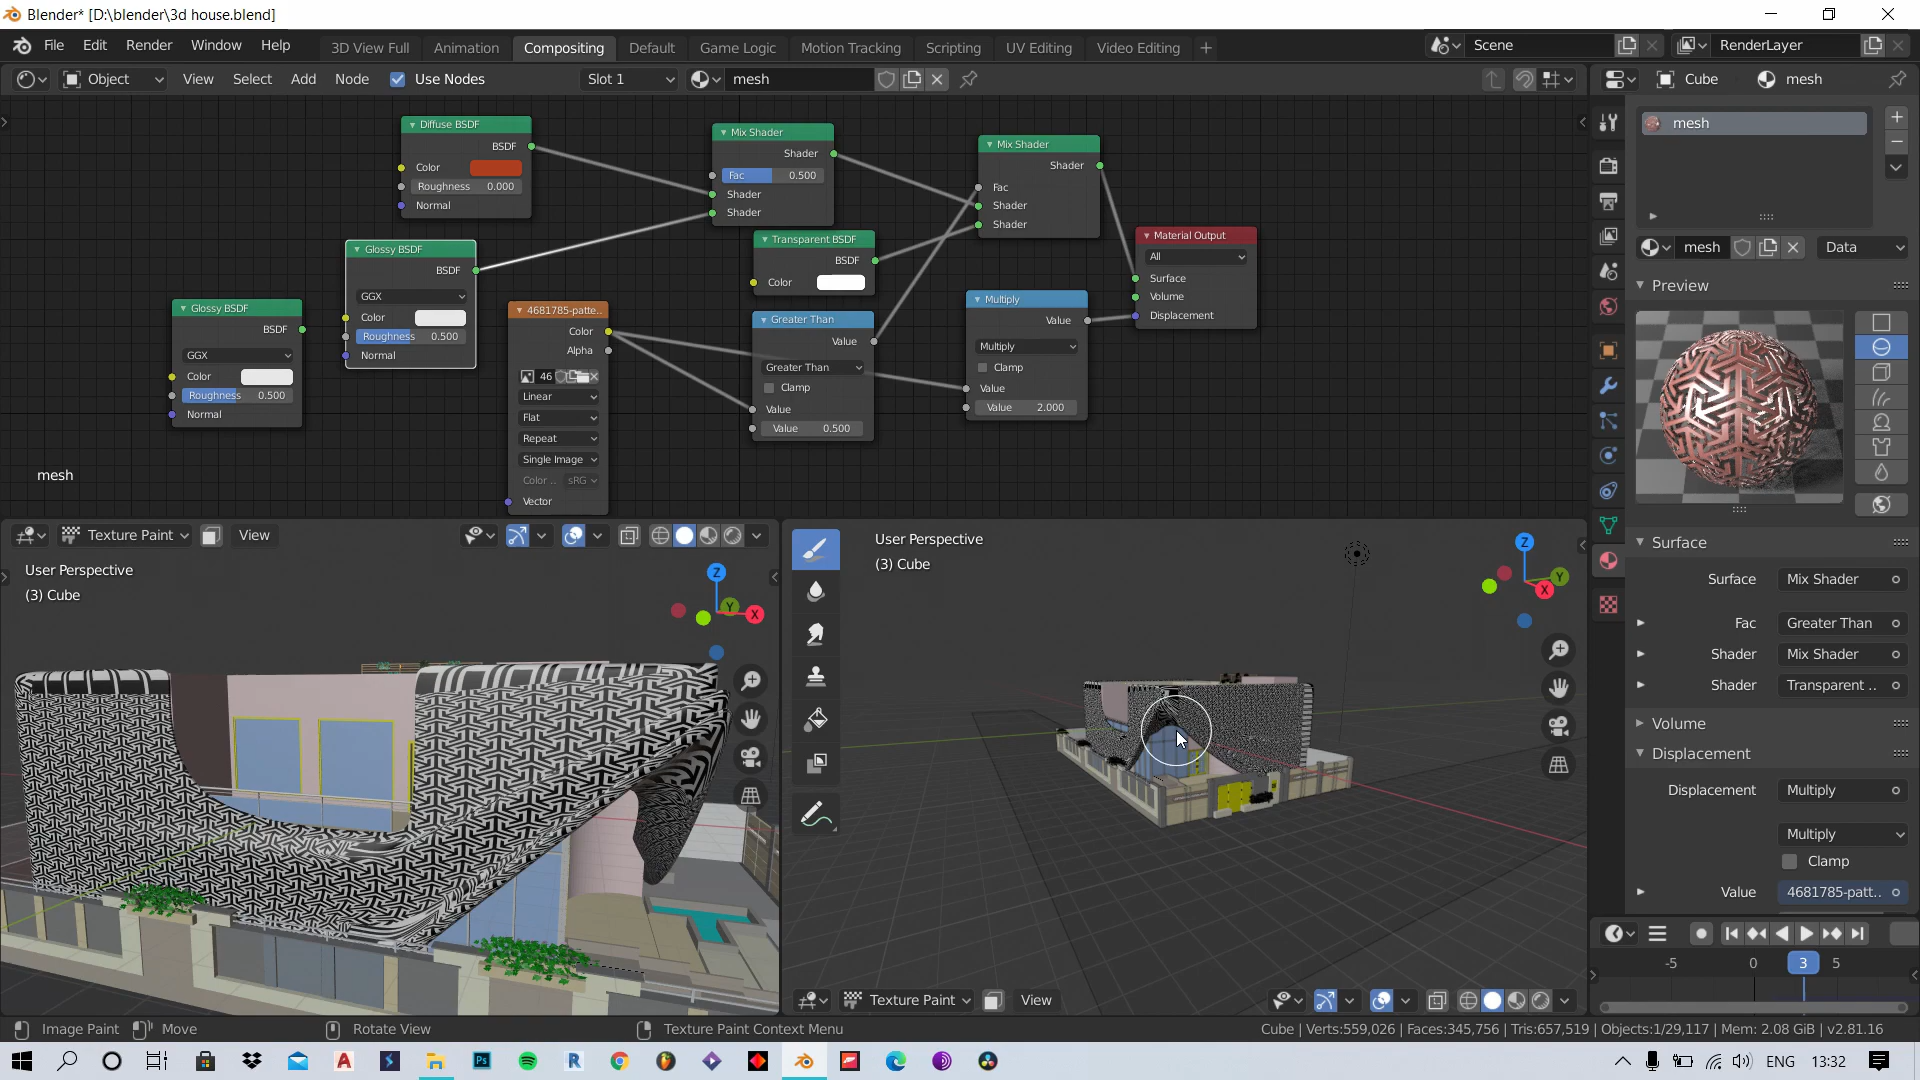 Blender* [D:\blender\3d house.blend]
File Edit Render Window Help 3D View Full Animation Compositing Default Game Logic Motion Tracking Scripting UV Editing Video Editing + Scene RenderLayer
Object View Select Add Node Use Nodes Slot 1 mesh Cube mesh
Diffuse BSDF
BSDF
Color
Roughness 0.000
Normal
Mix Shader
Shader
Fac 0.500
Shader
Shader
Mix Shader
Shader
Fac
Shader
Shader
Glossy BSDF
BSDF
GGX
Color
Roughness 0.500
Normal
Transparent BSDF
BSDF
Color
Material Output
All
Surface
Volume
Displacement
Glossy BSDF
BSDF
GGX
Color
Roughness 0.500
Normal
4681785-patte..
Color
Alpha
46
Linear
Flat
Repeat
Single Image
Color .. sRG
Vector
Greater Than
Value
Greater Than
Clamp
Value
Value 0.500
Multiply
Value
Multiply
Clamp
Value
Value 2.000
mesh
mesh
mesh Data
Preview
Surface
Surface Mix Shader
Fac Greater Than
Shader Mix Shader
Shader Transparent ..
Volume
Displacement
Displacement Multiply
Multiply
Clamp
Value 4681785-patt..
Texture Paint View
User Perspective
(3) Cube
Z
Y
X
User Perspective
(3) Cube
Z
Y
X
Texture Paint View
-5 0 3 5
Image Paint Move Rotate View Texture Paint Context Menu Cube | Verts:559,026 | Faces:345,756 | Tris:657,519 | Objects:1/29,117 | Mem: 2.08 GiB | v2.81.16
A S Ps R ENG 13:32